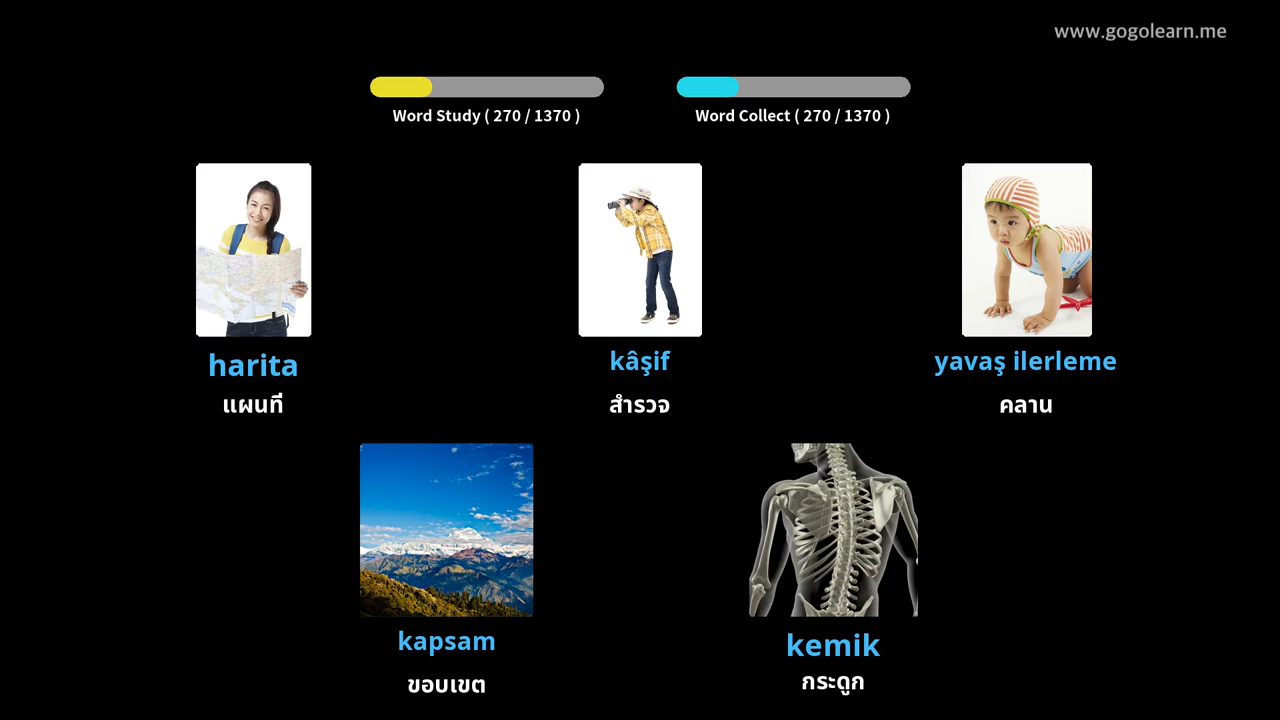 www.gogolearn.me
Word Study ( 270 / 1370 )
Word Collect ( 270 / 1370 )
harita
kâşif
yavaş ilerleme
แผนที่
สำรวจ
คลาน
kapsam
kemik
ขอบเขต
กระดูก